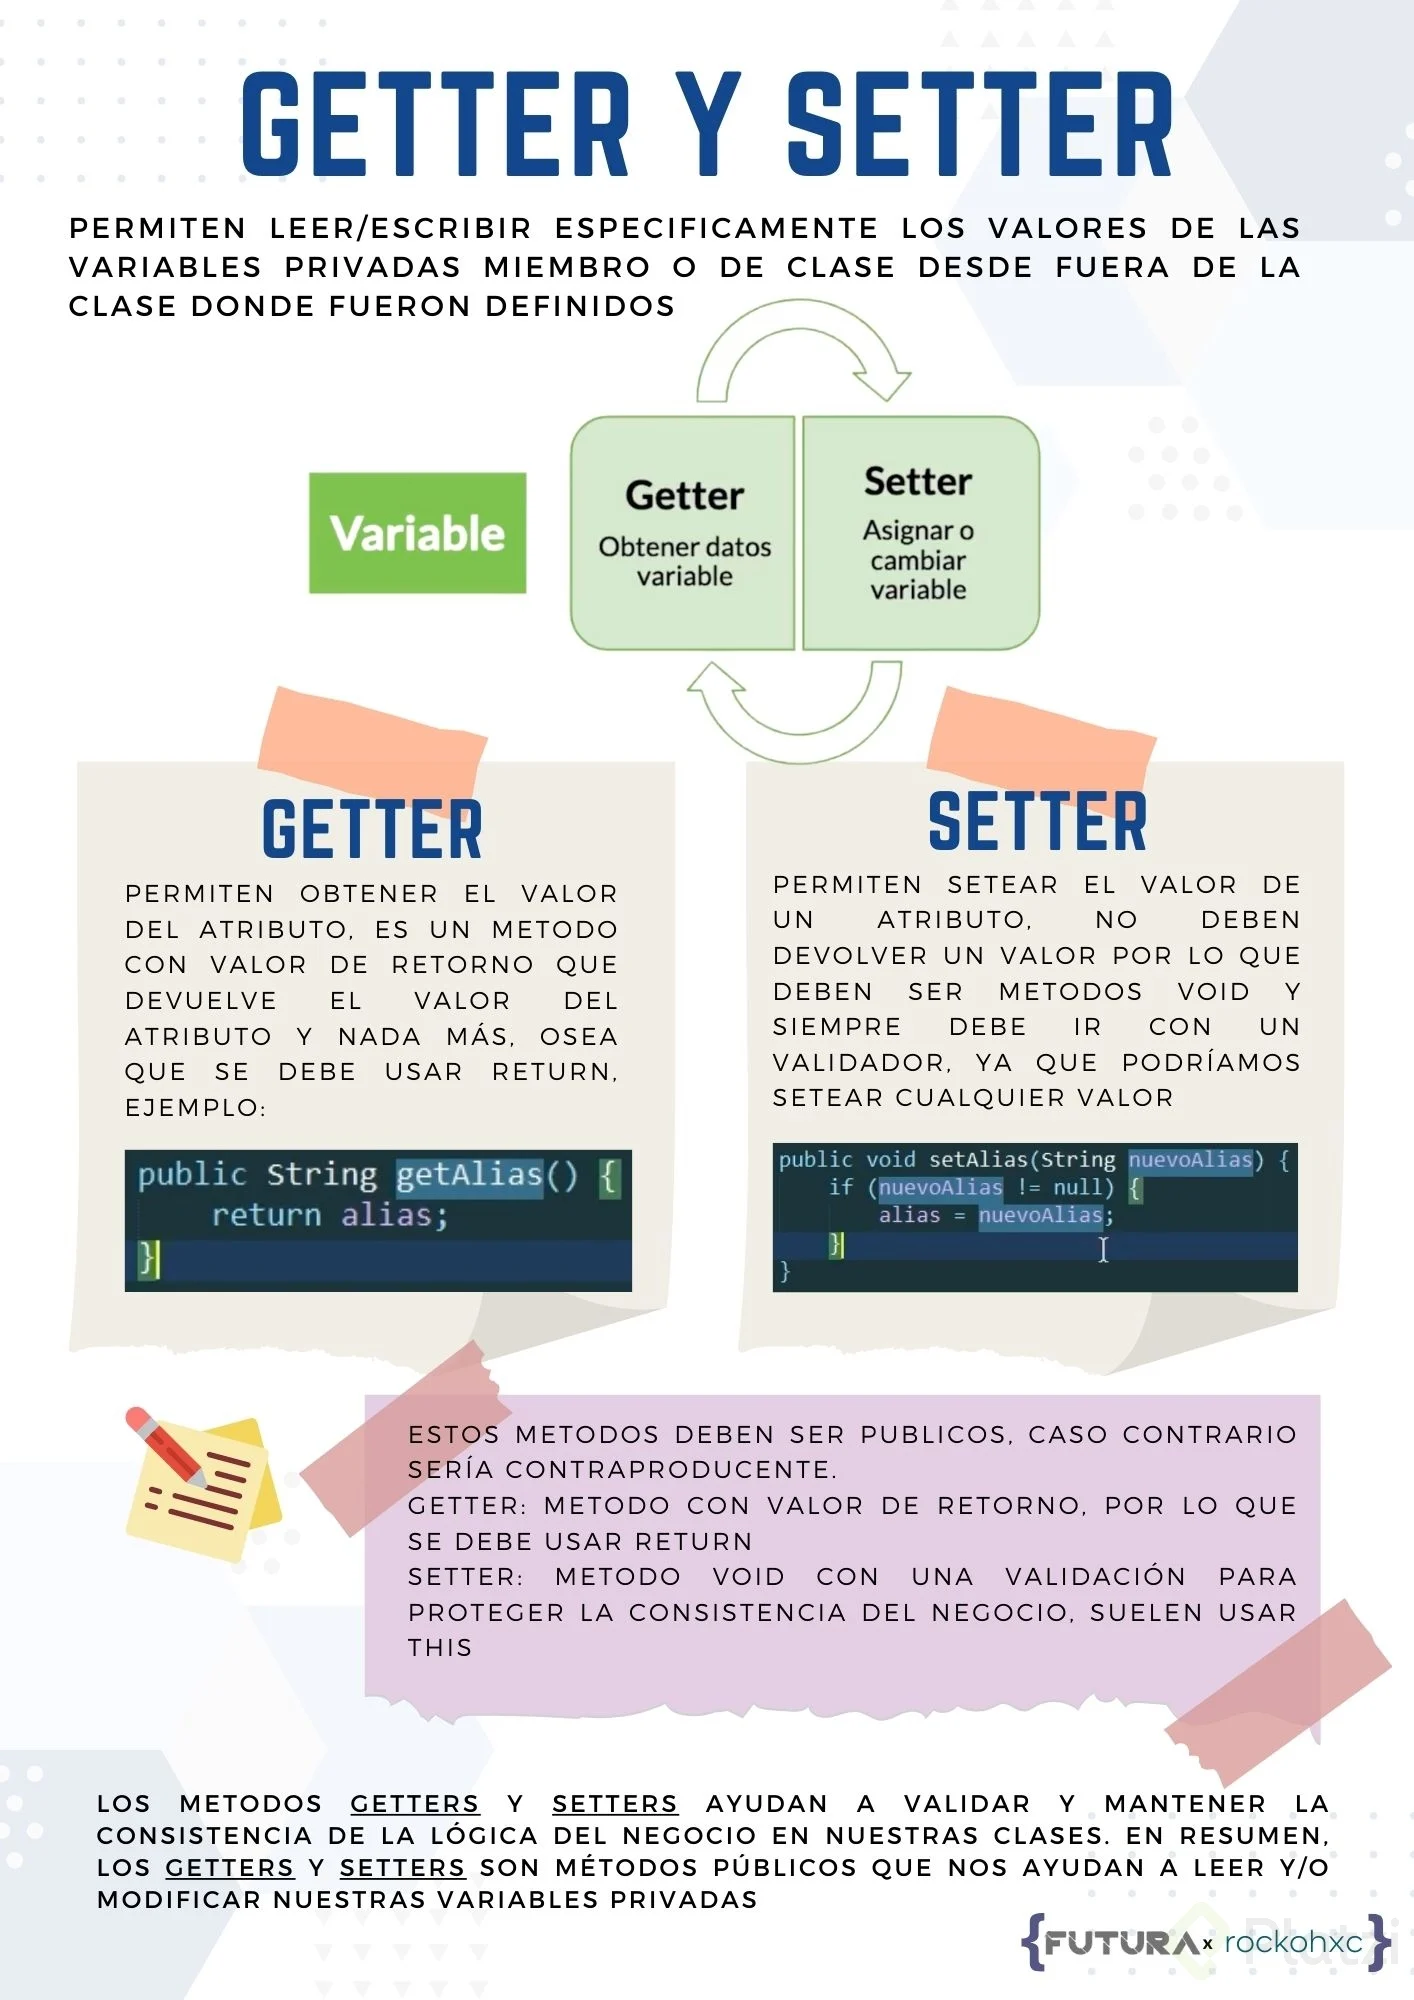 GETTER Y SETTER
PERMITEN LEER/ESCRIBIR ESPECIFICAMENTE LOS VALORES DE LAS
VARIABLES PRIVADAS MIEMBRO O DE CLASE DESDE FUERA DE LA
CLASE DONDE FUERON DEFINIDOS
Variable
Getter
Obtener datos
variable
Setter
Asignar o
cambiar
variable
GETTER
PERMITEN OBTENER EL VALOR
DEL ATRIBUTO, ES UN METODO
CON VALOR DE RETORNO QUE
DEVUELVE EL VALOR DEL
ATRIBUTO Y NADA MÁS, OSEA
QUE SE DEBE USAR RETURN,
EJEMPLO:
public String getAlias() {
return alias;
}
SETTER
PERMITEN SETEAR EL VALOR DE
UN ATRIBUTO, NO DEBEN
DEVOLVER UN VALOR POR LO QUE
DEBEN SER METODOS VOID Y
SIEMPRE DEBE IR CON UN
VALIDADOR, YA QUE PODRÍAMOS
SETEAR CUALQUIER VALOR
public void setAlias(String nuevoAlias) {
if (nuevoAlias != null) {
alias = nuevoAlias;
}
}
ESTOS METODOS DEBEN SER PUBLICOS, CASO CONTRARIO
SERÍA CONTRAPRODUCENTE.
GETTER: METODO CON VALOR DE RETORNO, POR LO QUE
SE DEBE USAR RETURN
SETTER: METODO VOID CON UNA VALIDACIÓN PARA
PROTEGER LA CONSISTENCIA DEL NEGOCIO, SUELEN USAR
THIS
LOS METODOS GETTERS Y SETTERS AYUDAN A VALIDAR Y MANTENER LA
CONSISTENCIA DE LA LÓGICA DEL NEGOCIO EN NUESTRAS CLASES. EN RESUMEN,
LOS GETTERS Y SETTERS SON MÉTODOS PÚBLICOS QUE NOS AYUDAN A LEER Y/O
MODIFICAR NUESTRAS VARIABLES PRIVADAS
{FUTURA x rockohxc}
Platzi